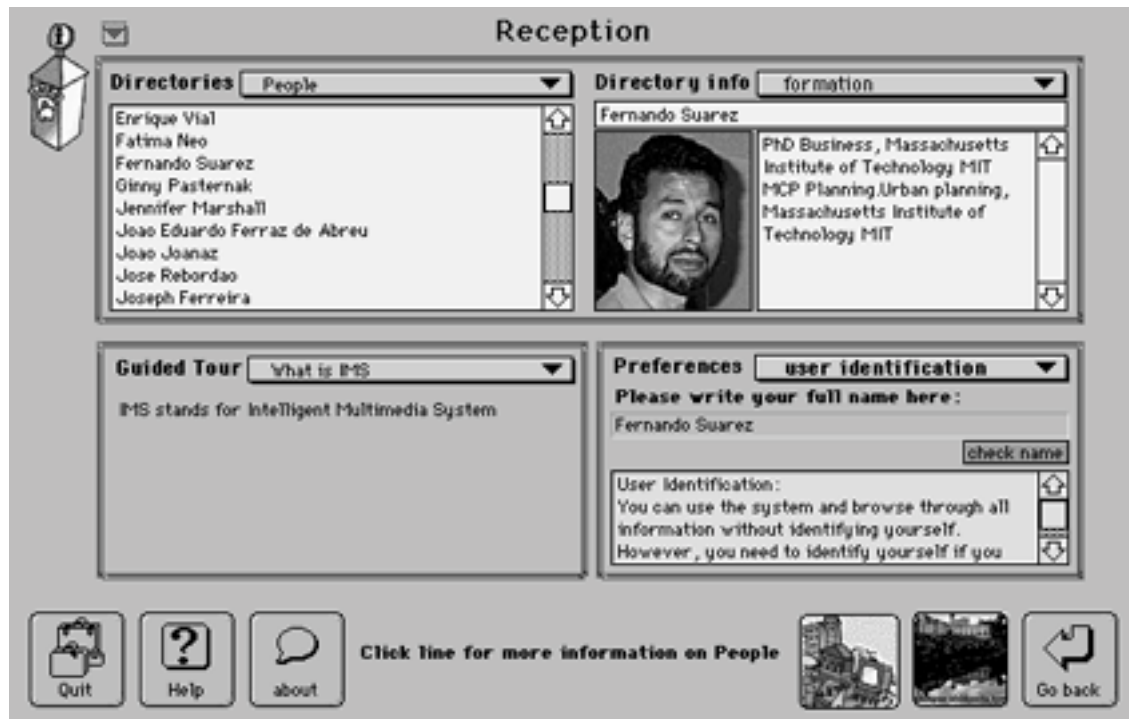 Reception
Directories People
Enrique Vial
Fatima Neo
Fernando Suarez
Ginny Pasternak
Jennifer Marshall
Joao Eduardo Ferraz de Abreu
Joao Joanaz
Jose Rebordao
Joseph Ferreira
Directory info formation
Fernando Suarez
PhD Business, Massachusetts
Institute of Technology MIT
MCP Planning.Urban planning,
Massachusetts Institute of
Technology MIT
Guided Tour What is IMS
IMS stands for Intelligent Multimedia System
Preferences user identification
Please write your full name here:
Fernando Suarez
check name
User Identification:
You can use the system and browse through all
information without identifying yourself.
However, you need to identify yourself if you
Quit
?
Help
about
Click line for more information on People
Go back